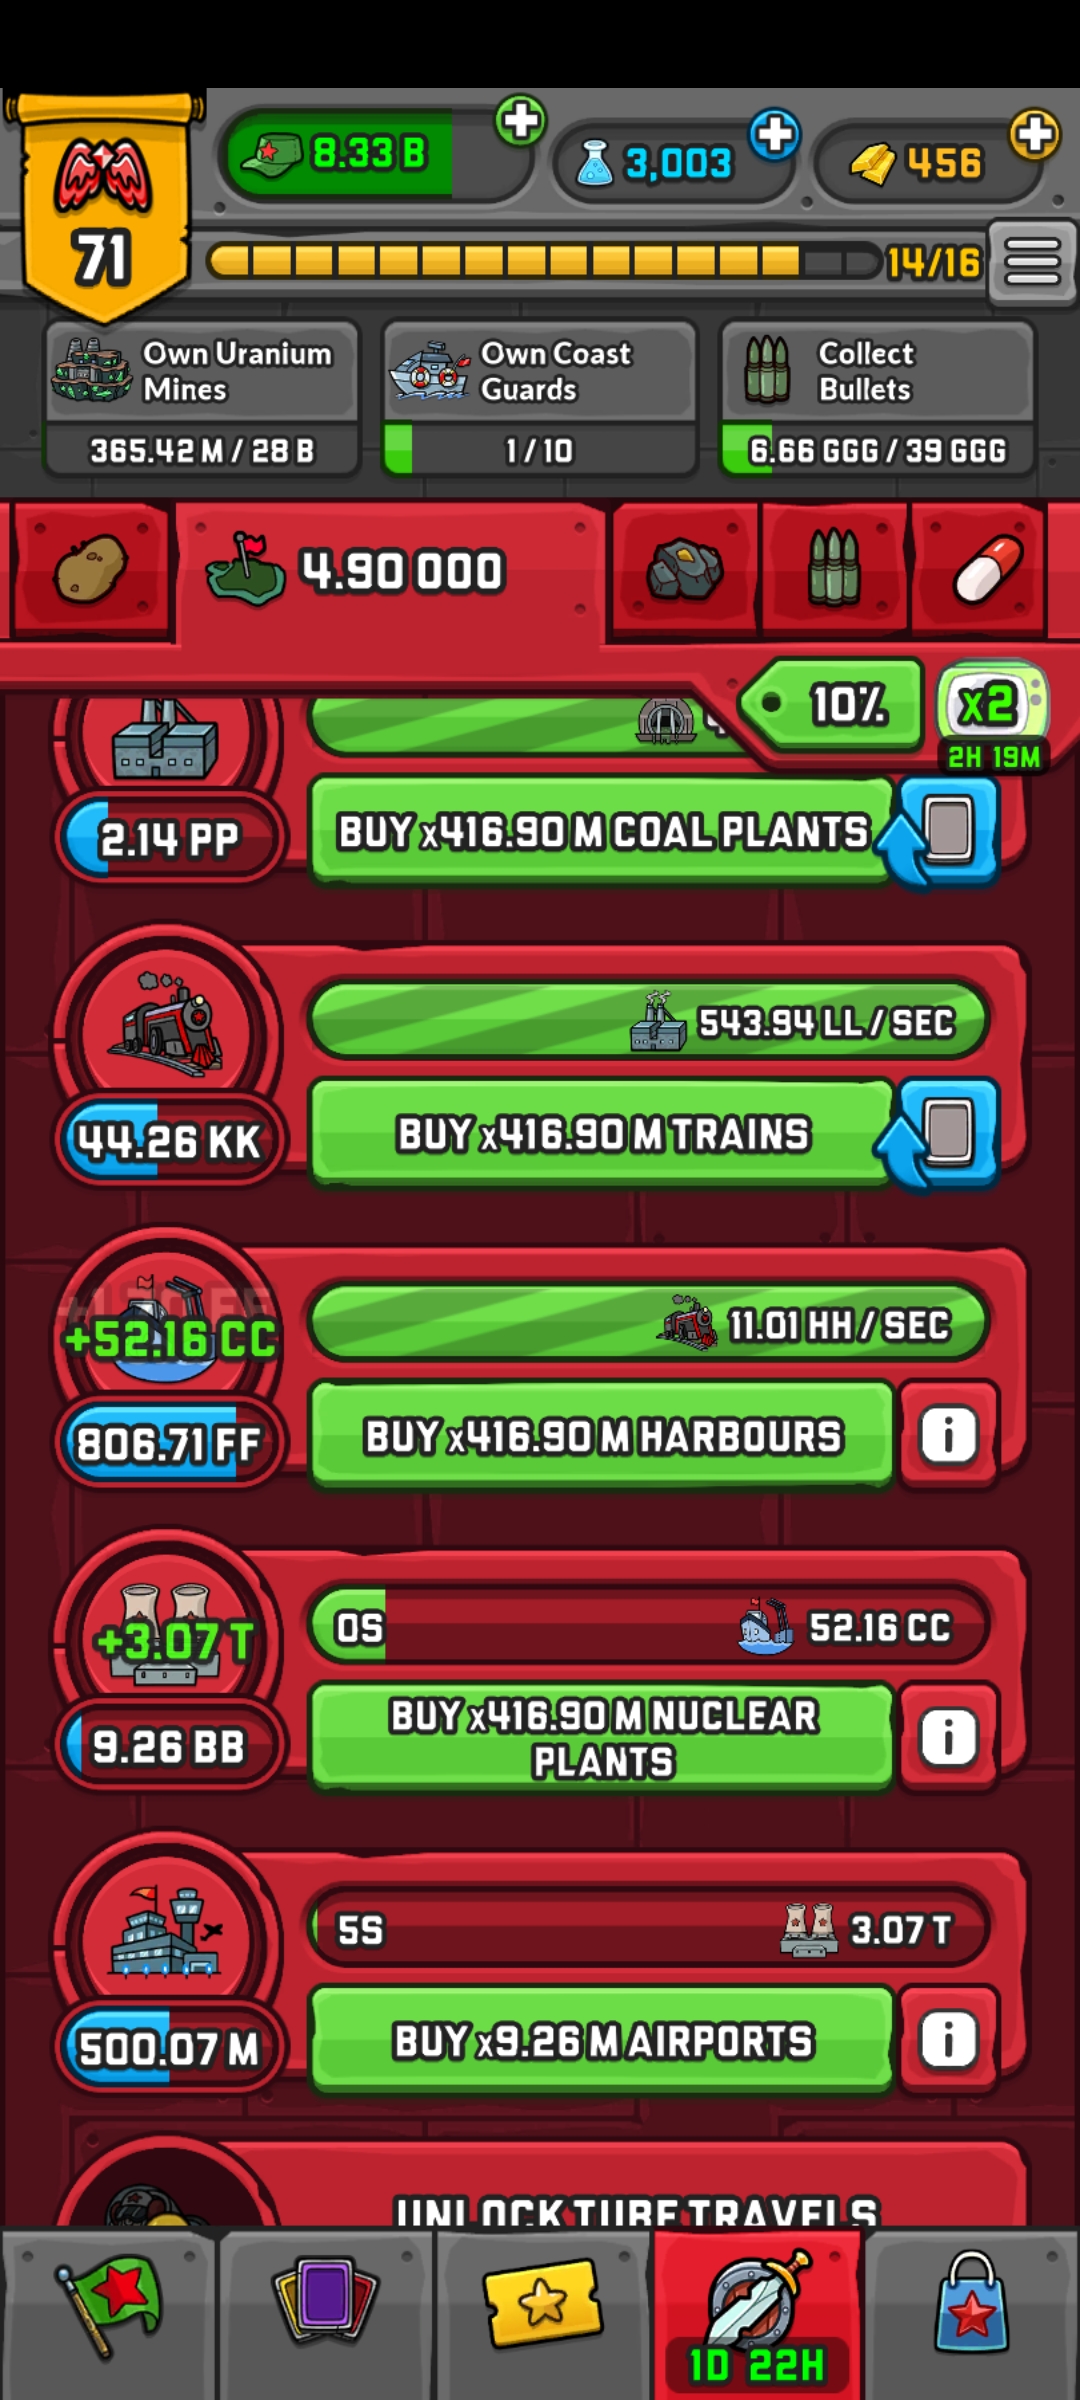 8.33 B
3,003
456
71
14/16
Own Uranium
Mines
Own Coast
Guards
Collect
Bullets
365.42 M / 28 B
1 / 10
6.66 GGG / 39 GGG
4.90 000
10%
x2
2H 19M
2.14 PP
BUY x416.90 M COAL PLANTS
543.94 LL / SEC
44.26 KK
BUY x416.90 M TRAINS
+52.16 CC
11.01 HH / SEC
806.71 FF
BUY x416.90 M HARBOURS
i
+3.07 T
0S
52.16 CC
9.26 BB
BUY x416.90 M NUCLEAR
PLANTS
i
5S
3.07 T
500.07 M
BUY x9.26 M AIRPORTS
i
UNLOCK TUBE TRAVELS
1D 22H